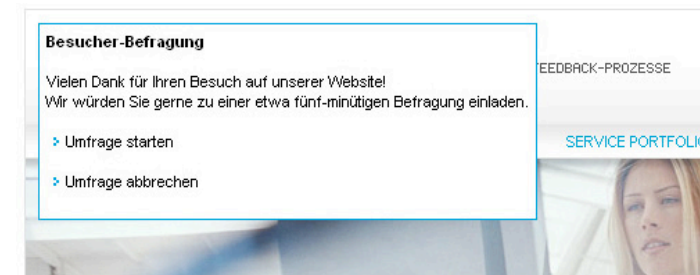 Besucher-Befragung
Vielen Dank für Ihren Besuch auf unserer Website!
Wir würden Sie gerne zu einer etwa fünf-minütigen Befragung einladen.
Umfrage starten
Umfrage abbrechen
FEEDBACK-PROZESSE
SERVICE PORTFOLIO